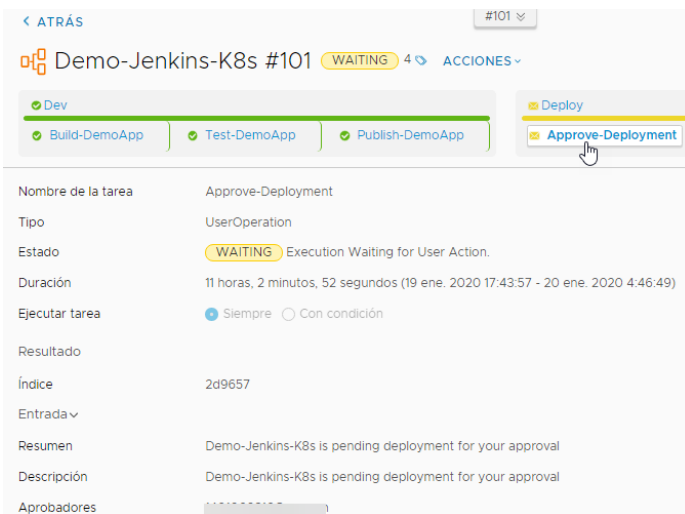 #101
ATRÁS
Demo-Jenkins-K8s #101 WAITING 4 ACCIONES
Dev
Deploy
Build-DemoApp Test-DemoApp Publish-DemoApp Approve-Deployment
Nombre de la tarea Approve-Deployment
Tipo UserOperation
Estado WAITING Execution Waiting for User Action.
Duración 11 horas, 2 minutos, 52 segundos (19 ene. 2020 17:43:57 - 20 ene. 2020 4:46:49)
Ejecutar tarea Siempre Con condición
Resultado
Índice 2d9657
Entrada
Resumen Demo-Jenkins-K8s is pending deployment for your approval
Descripción Demo-Jenkins-K8s is pending deployment for your approval
Aprobadores